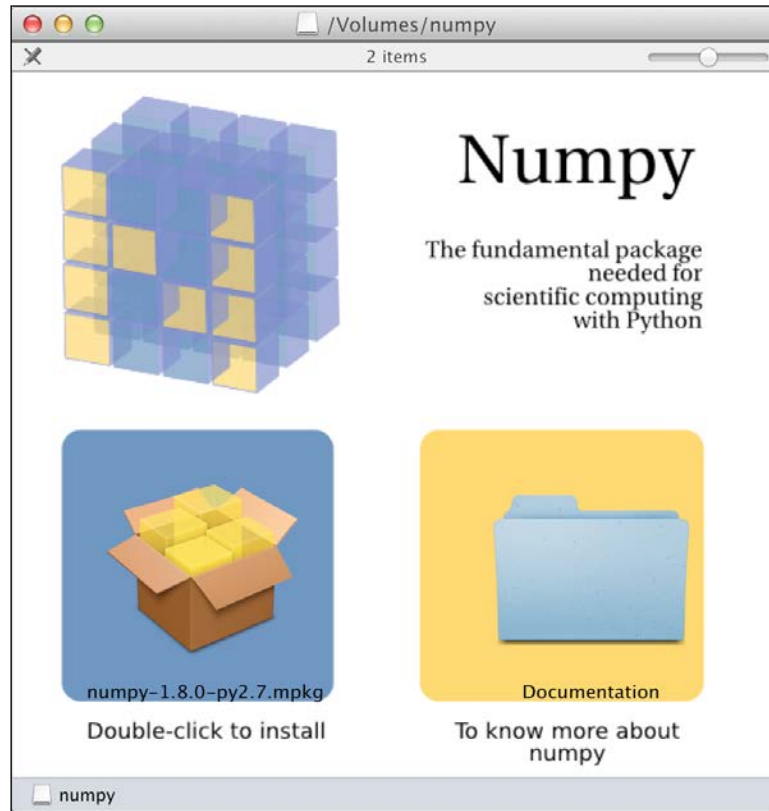 /Volumes/numpy
2 items
Numpy
The fundamental package
needed for
scientific computing
with Python
numpy-1.8.0-py2.7.mpkg
Double-click to install
Documentation
To know more about
numpy
numpy